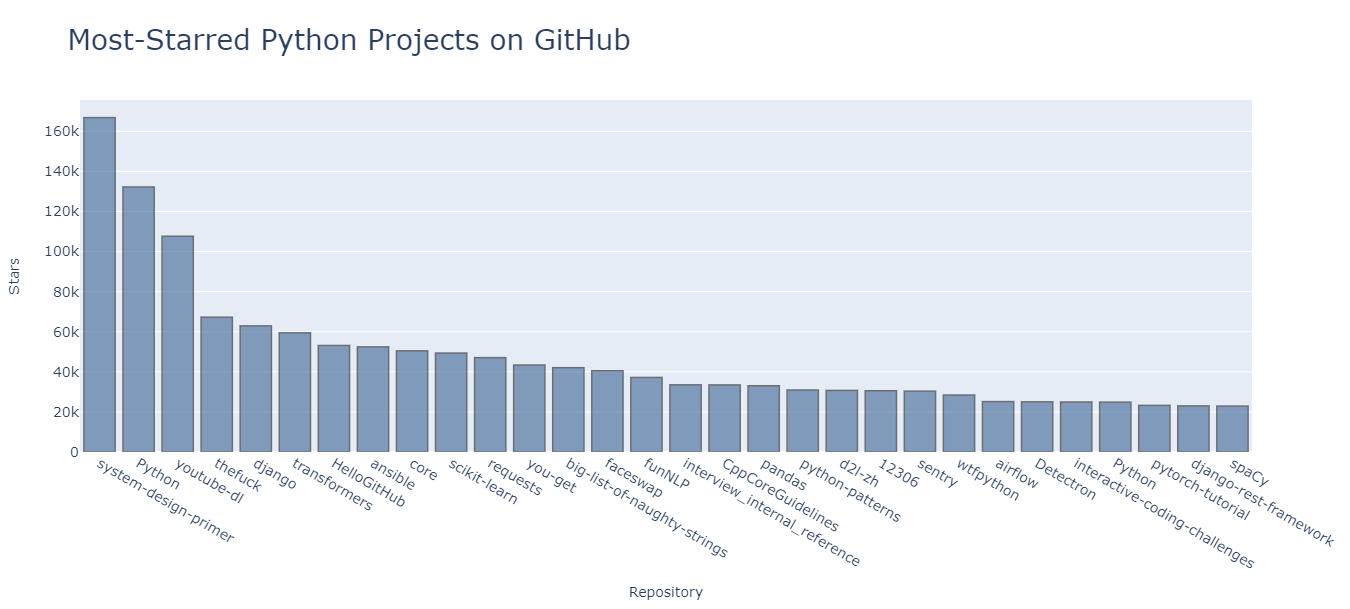 Most-Starred Python Projects on GitHub
Stars
160k
140k
120k
100k
80k
60k
40k
20k
0
system-design-primer
Python
youtube-dl
thefuck
django
transformers
HelloGitHub
ansible
core
scikit-learn
requests
you-get
big-list-of-naughty-strings
faceswap
funNLP
interview_internal_reference
CppCoreGuidelines
pandas
python-patterns
d2l-zh
12306
sentry
wtfpython
airflow
Detectron
interactive-coding-challenges
Python
pytorch-tutorial
django-rest-framework
spaCy
Repository